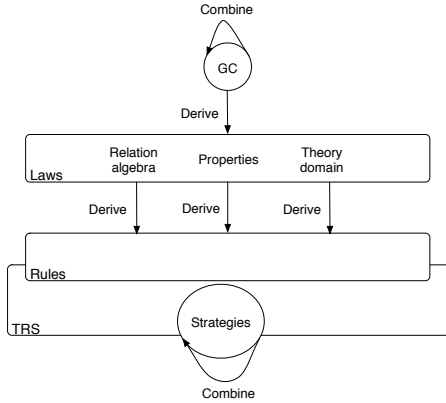 Combine
GC
Derive
Relation
algebra
Properties
Theory
domain
Laws
Derive
Derive
Derive
Rules
Strategies
TRS
Combine